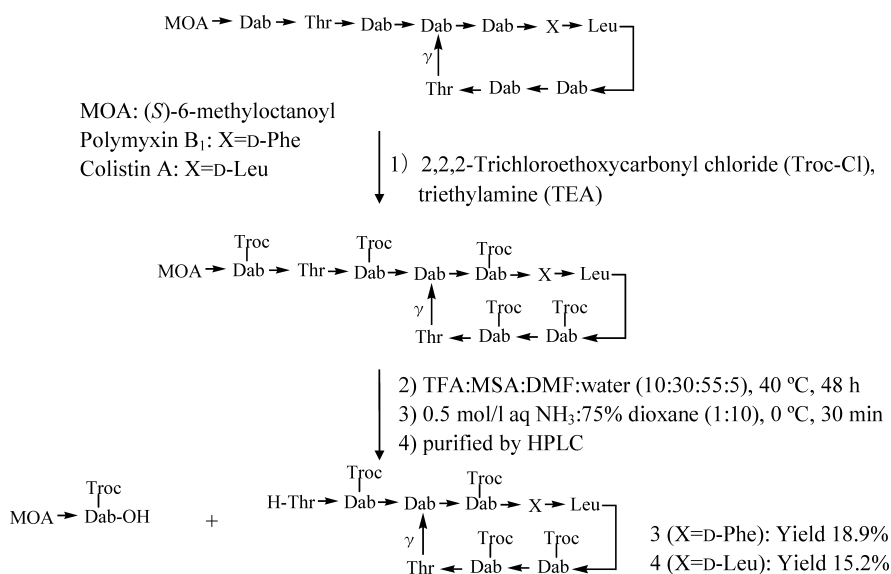 MOA → Dab → Thr → Dab → Dab → Dab → X → Leu
γ
Thr ← Dab ← Dab
MOA: (S)-6-methyloctanoyl
Polymyxin B₁: X=D-Phe
Colistin A: X=D-Leu
1) 2,2,2-Trichloroethoxycarbonyl chloride (Troc-Cl),
triethylamine (TEA)
Troc Troc Troc
MOA → Dab → Thr → Dab → Dab → Dab → X → Leu
γ Troc Troc
Thr ← Dab ← Dab
2) TFA:MSA:DMF:water (10:30:55:5), 40 ºC, 48 h
3) 0.5 mol/l aq NH₃:75% dioxane (1:10), 0 ºC, 30 min
4) purified by HPLC
Troc
MOA → Dab-OH
+
Troc Troc
H-Thr → Dab → Dab → Dab → X → Leu
γ Troc Troc
Thr ← Dab ← Dab
3 (X=D-Phe): Yield 18.9%
4 (X=D-Leu): Yield 15.2%